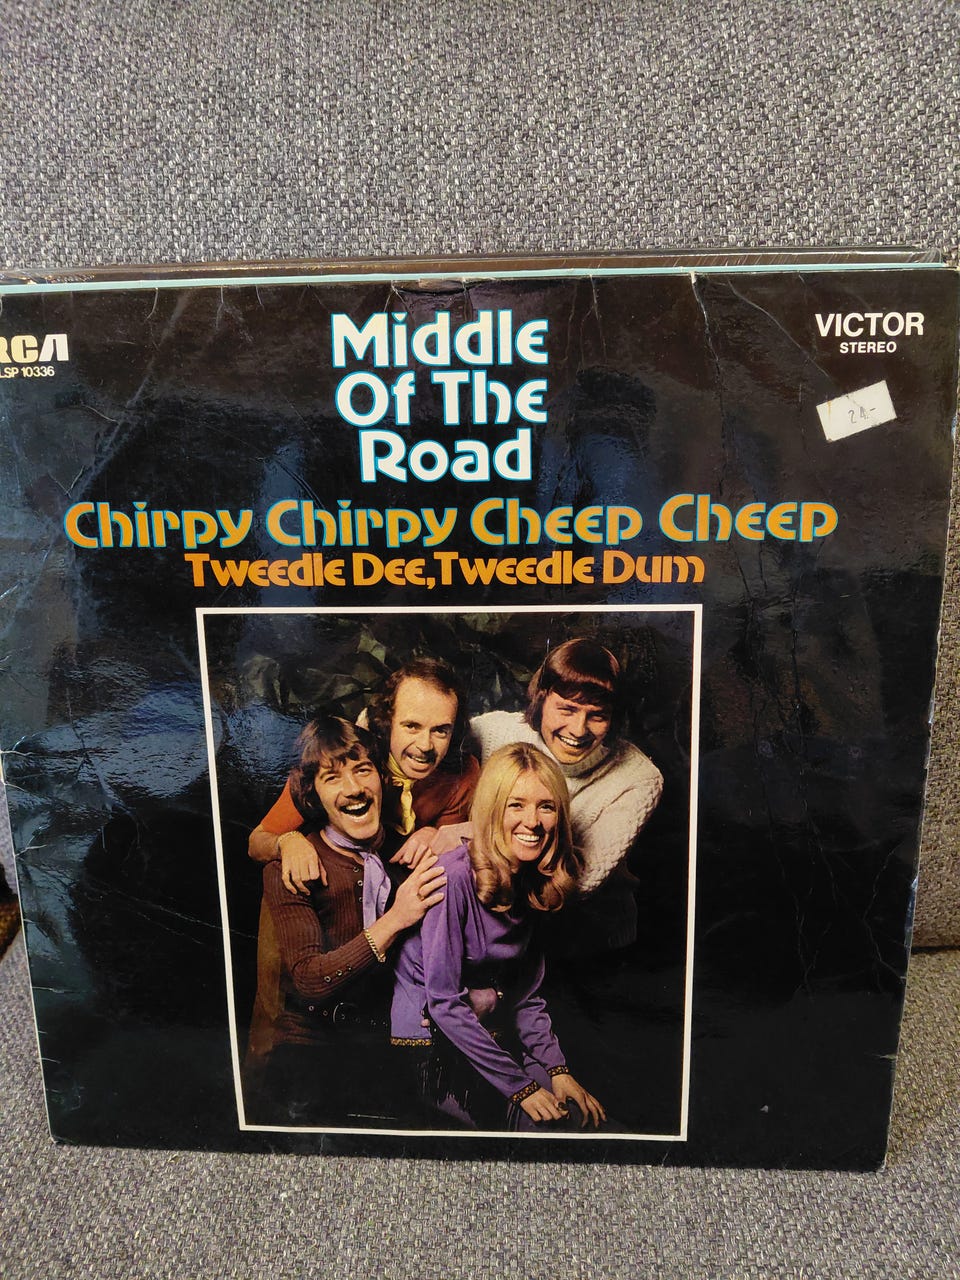 RCA
LSP 10336
VICTOR
STEREO
24.-
Middle
Of The
Road
Chirpy Chirpy Cheep Cheep
Tweedle Dee, Tweedle Dum